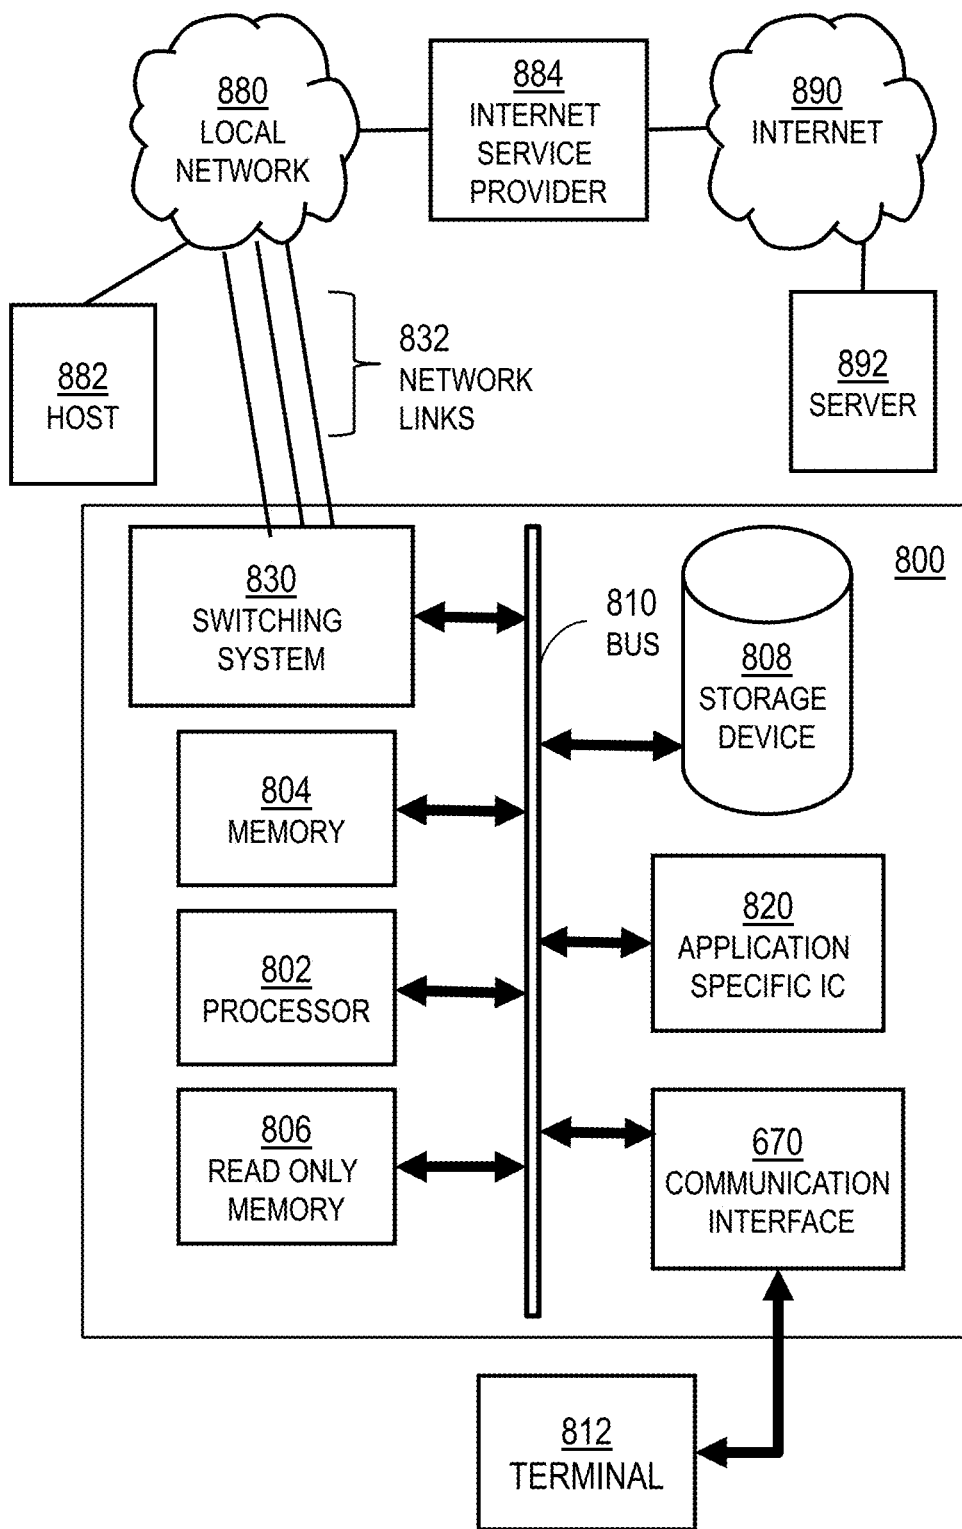 880
LOCAL
NETWORK
884
INTERNET
SERVICE
PROVIDER
890
INTERNET
882
HOST
832
NETWORK
LINKS
892
SERVER
800
830
SWITCHING
SYSTEM
810
BUS
808
STORAGE
DEVICE
804
MEMORY
820
APPLICATION
SPECIFIC IC
802
PROCESSOR
806
READ ONLY
MEMORY
670
COMMUNICATION
INTERFACE
812
TERMINAL